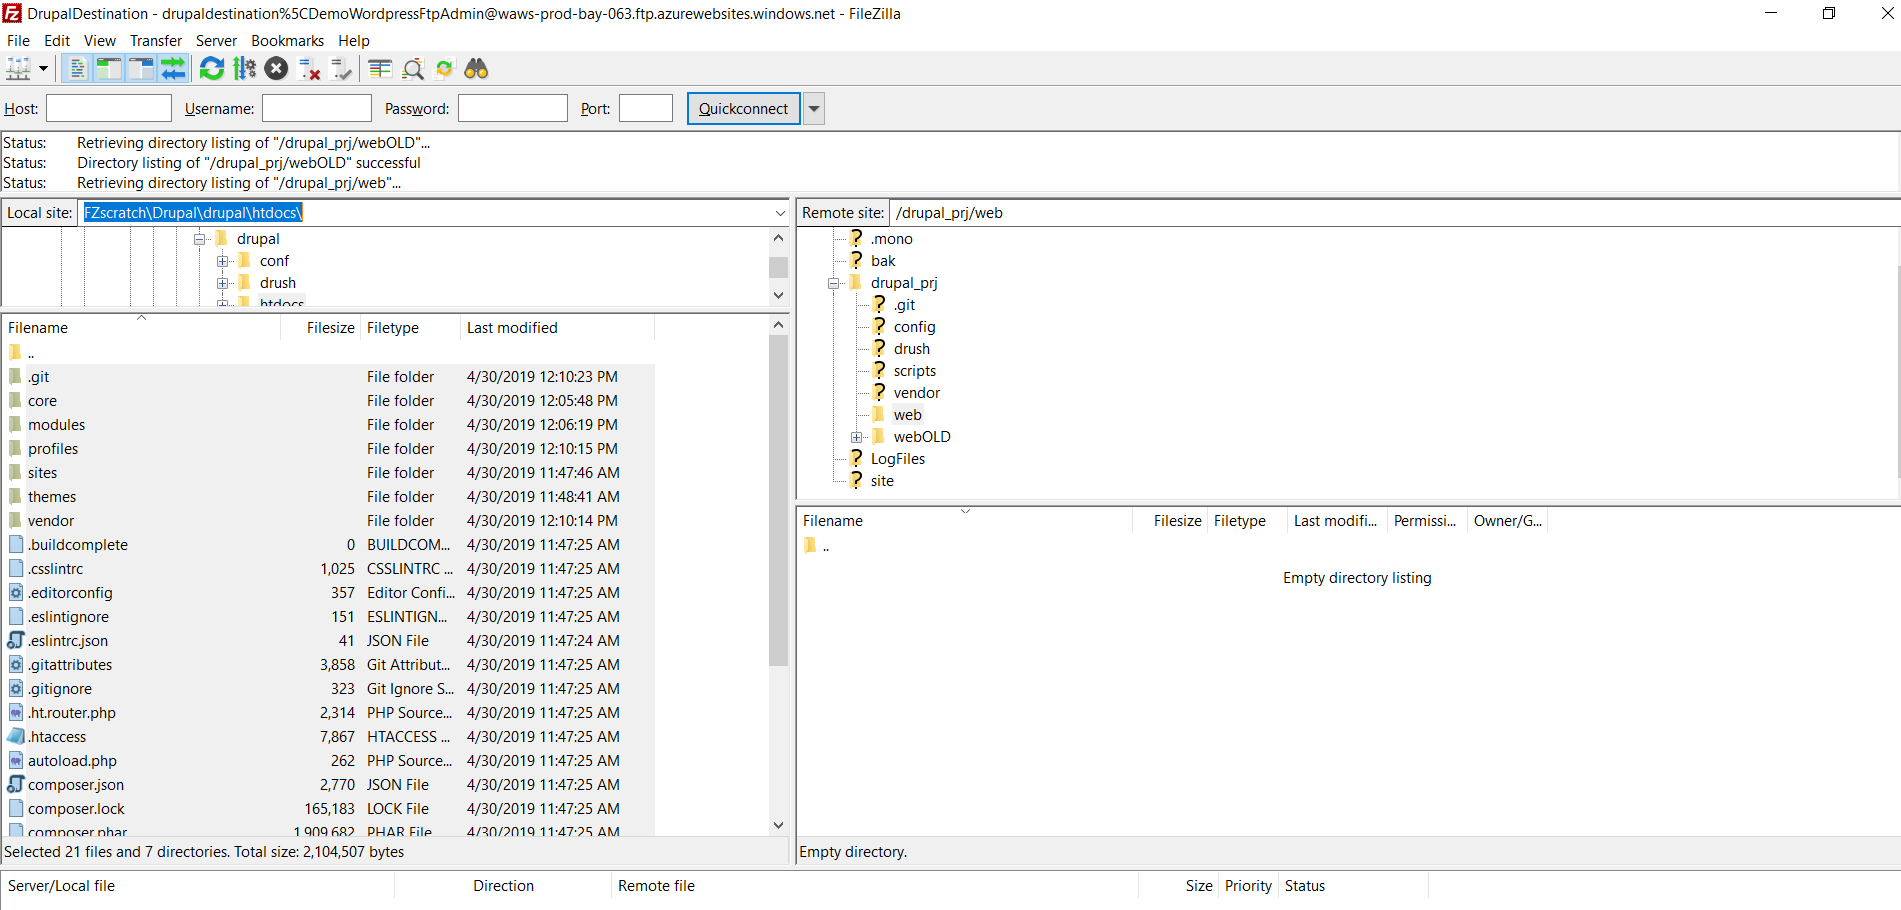 DrupalDestination - drupaldestination%5CDemoWordpressFtpAdmin@waws-prod-bay-063.ftp.azurewebsites.windows.net - FileZilla
File Edit View Transfer Server Bookmarks Help
Host: Username: Password: Port: Quickconnect
Status: Retrieving directory listing of "/drupal_prj/webOLD"...
Status: Directory listing of "/drupal_prj/webOLD" successful
Status: Retrieving directory listing of "/drupal_prj/web"...
Local site: FZscratch\Drupal\drupal\htdocs\
drupal
conf
drush
htdocs
Filename Filesize Filetype Last modified
..
.git File folder 4/30/2019 12:10:23 PM
core File folder 4/30/2019 12:05:48 PM
modules File folder 4/30/2019 12:06:19 PM
profiles File folder 4/30/2019 12:10:15 PM
sites File folder 4/30/2019 11:47:46 AM
themes File folder 4/30/2019 11:48:41 AM
vendor File folder 4/30/2019 12:10:14 PM
.buildcomplete 0 BUILDCOM... 4/30/2019 11:47:25 AM
.csslintrc 1,025 CSSLINTRC ... 4/30/2019 11:47:25 AM
.editorconfig 357 Editor Confi... 4/30/2019 11:47:25 AM
.eslintignore 151 ESLINTIGN... 4/30/2019 11:47:25 AM
.eslintrc.json 41 JSON File 4/30/2019 11:47:24 AM
.gitattributes 3,858 Git Attribut... 4/30/2019 11:47:25 AM
.gitignore 323 Git Ignore S... 4/30/2019 11:47:25 AM
.ht.router.php 2,314 PHP Source... 4/30/2019 11:47:25 AM
.htaccess 7,867 HTACCESS ... 4/30/2019 11:47:25 AM
autoload.php 262 PHP Source... 4/30/2019 11:47:25 AM
composer.json 2,770 JSON File 4/30/2019 11:47:25 AM
composer.lock 165,183 LOCK File 4/30/2019 11:47:25 AM
composer.phar 1,909,682 PHAR File 4/30/2019 11:47:25 AM
Selected 21 files and 7 directories. Total size: 2,104,507 bytes
Remote site: /drupal_prj/web
.mono
bak
drupal_prj
.git
config
drush
scripts
vendor
web
webOLD
LogFiles
site
Filename Filesize Filetype Last modifi... Permissi... Owner/G...
..
Empty directory listing
Empty directory.
Server/Local file Direction Remote file Size Priority Status